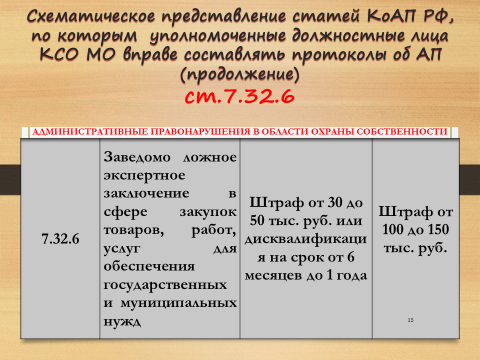 Схематическое представление статей КоАП РФ,
по которым уполномоченные должностные лица
КСО МО вправе составлять протоколы об АП
(продолжение)
ст.7.32.6
АДМИНИСТРАТИВНЫЕ ПРАВОНАРУШЕНИЯ В ОБЛАСТИ ОХРАНЫ СОБСТВЕННОСТИ
7.32.6
Заведомо ложное
экспертное
заключение в
сфере закупок
товаров, работ,
услуг для
обеспечения
государственных
и муниципальных
нужд
Штраф от 30 до
50 тыс. руб. или
дисквалификаци
я на срок от 6
месяцев до 1 года
Штраф от
100 до 150
тыс. руб.
15